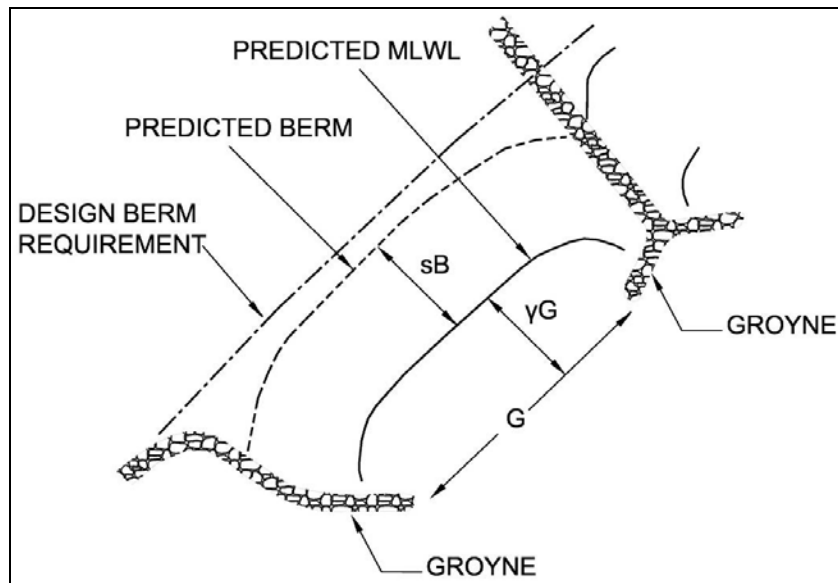 PREDICTED MLWL
PREDICTED BERM
DESIGN BERM
REQUIREMENT
sB
γG
GROYNE
G
GROYNE